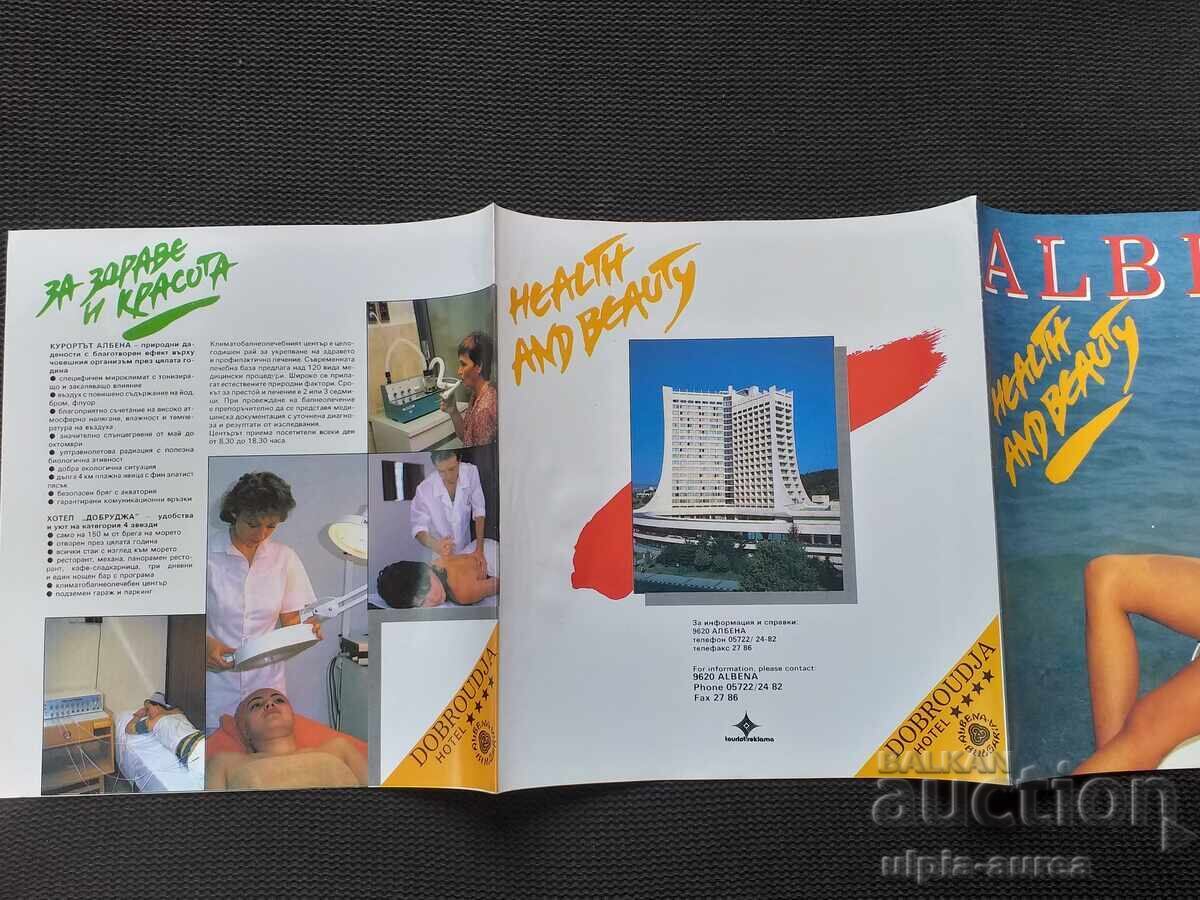 ЗА ЗДРАВЕ
И КРАСОТА
КУРОРТЪТ АЛБЕНА – природни да-
дености с благотворен ефект върху
човешкия организъм през цялата го-
дина
● специфичен мироклимат с тонизиращо
и закаляващо влияние
● въздух с повишено съдържание на йод,
бром, флуор
● благоприятно съчетание на високо ат-
мосферно налягане, влажност и темпе-
ратура на въздуха
● значително слънцегреене от май до
октомври
● ултравиолетова радиация с полезна
биологична активност
● добра екологична ситуация
● дълга 4 км плажна ивица с фин златист
пясък
● безопасен бряг с акватория
● гарантирани комуникационни връзки
ХОТЕЛ „ДОБРУДЖА" – удобства
и уют на категория 4 звезди
● само на 150 м от брега на морето
● отворен през цялата година
● всички стаи с изглед към морето
● ресторант, механа, панорамен ресто-
рант, кафе-сладкарница, три дневни
и един нощен бар с програма
● климатобалнеолечебен център
● подземен гараж и паркинг
Климатобалнеолечебният център е цело-
годишен рай за укрепване на здравето
и профилактично лечение. Съвременната
лечебна база предлага над 120 вида ме-
дицински процедури. Широко се прила-
гат естествените природни фактори. Сро-
кът за престой и лечение е 2 или 3 седми-
ци. При провеждане на балнеолечение
е препоръчително да се представя меди-
цинска документация с уточнена диагно-
за и резултати от изследвания.
Центърът приема посетители всеки ден
от 8,30 до 18,30 часа.
DOBROUDJA
HOTEL ★★★★
ALBENA
BULGARIA
HEALTH
AND BEAUTY
За информация и справки:
9620 АЛБЕНА
телефон 05722/ 24-82
телефакс 27 86
For information, please contact:
9620 ALBENA
Phone 05722/24 82
Fax 27 86
touristreklama
DOBROUDJA
HOTEL ★★★★
ALBENA
BULGARIA
ALBE
HEALTH
AND BEAUTY
BALKAN
auction
ulpia-aurea